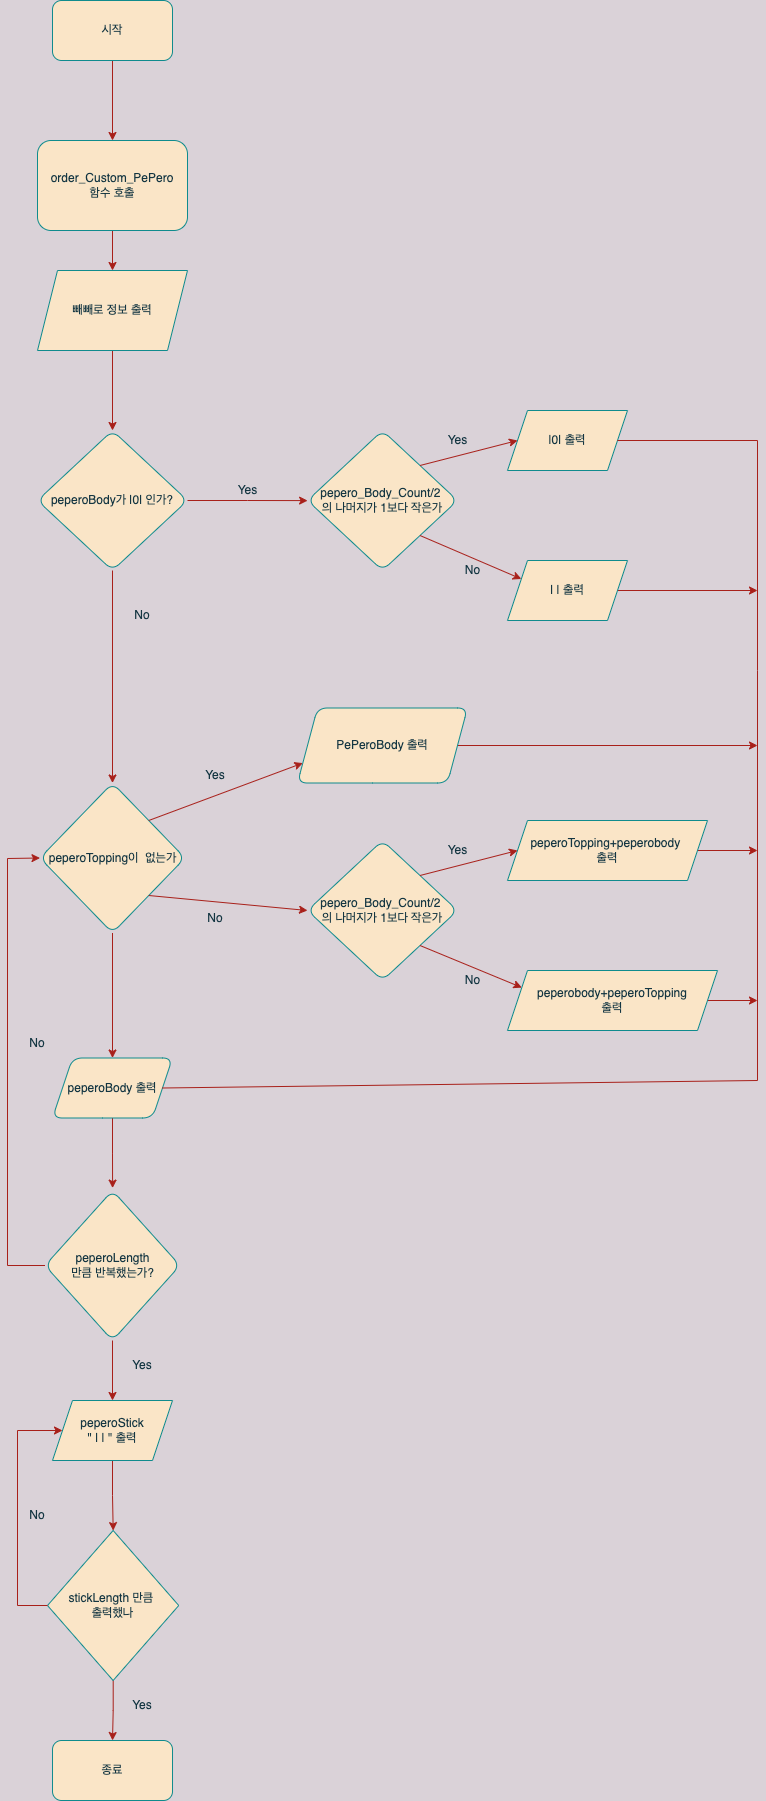 시작
order_Custom_PePero
함수 호출
빼빼로 정보 출력
peperoBody가 l0l 인가?
Yes
pepero_Body_Count/2
의 나머지가 1보다 작은가
Yes
l0l 출력
No
l l 출력
No
PePeroBody 출력
Yes
peperoTopping이 없는가
No
pepero_Body_Count/2
의 나머지가 1보다 작은가
Yes
peperoTopping+peperobody
출력
No
peperobody+peperoTopping
출력
No
peperoBody 출력
peperoLength
만큼 반복했는가?
Yes
peperoStick
" l l " 출력
No
stickLength 만큼
출력했나
Yes
종료